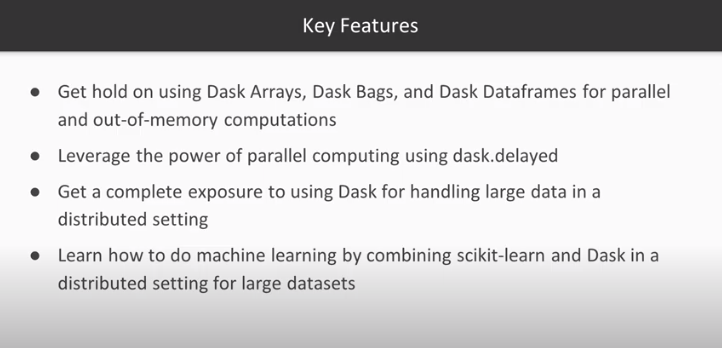 Key Features
● Get hold on using Dask Arrays, Dask Bags, and Dask Dataframes for parallel
and out-of-memory computations
● Leverage the power of parallel computing using dask.delayed
● Get a complete exposure to using Dask for handling large data in a
distributed setting
● Learn how to do machine learning by combining scikit-learn and Dask in a
distributed setting for large datasets